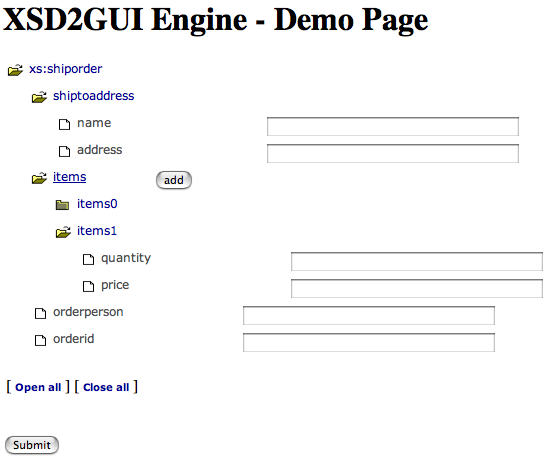 XSD2GUI Engine - Demo Page
xs:shiporder
shiptoaddress
name
address
items add
items0
items1
quantity
price
orderperson
orderid
[ Open all ] [ Close all ]
Submit